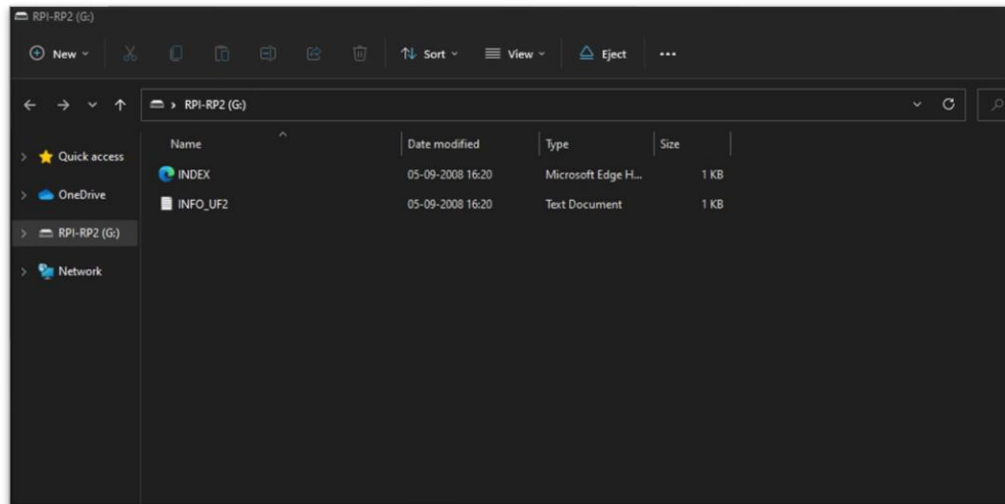 RPI-RP2 (G:)
New Sort View Eject
RPI-RP2 (G:)
Name Date modified Type Size
Quick access
INDEX 05-09-2008 16:20 Microsoft Edge H... 1 KB
OneDrive
INFO_UF2 05-09-2008 16:20 Text Document 1 KB
RPI-RP2 (G:)
Network